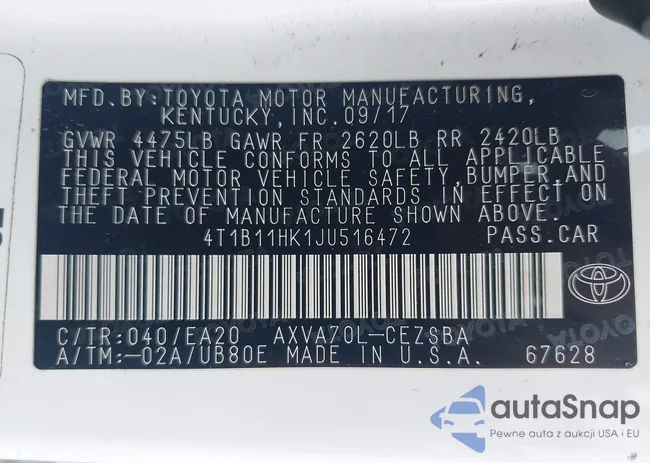 MFD.BY:TOYOTA MOTOR MANUFACTURING,
KENTUCKY,INC.09/17
GVWR 4475LB GAWR FR 2620LB RR 2420LB
THIS VEHICLE CONFORMS TO ALL APPLICABLE
FEDERAL MOTOR VEHICLE SAFETY,BUMPER,AND
THEFT PREVENTION STANDARDS IN EFFECT ON
THE DATE OF MANUFACTURE SHOWN ABOVE.
4T1B11HK1JU516472 PASS.CAR
C/TR:040/EA20 AXVA70L-CEZSBA
A/TM:-02A/UB80E MADE IN U.S.A. 67628
autoSnap
Pewne auta z aukcji USA i EU